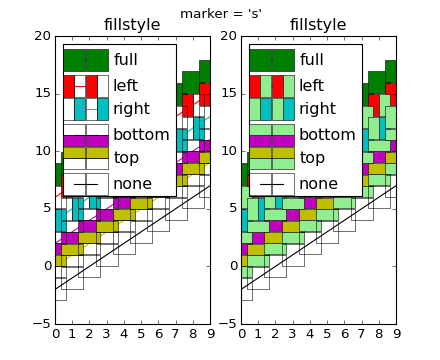 marker = 's'
fillstyle
fillstyle
20
15
10
5
0
−5
0 1 2 3 4 5 6 7 8 9
full
left
right
bottom
top
none
20
15
10
5
0
−5
0 1 2 3 4 5 6 7 8 9
full
left
right
bottom
top
none